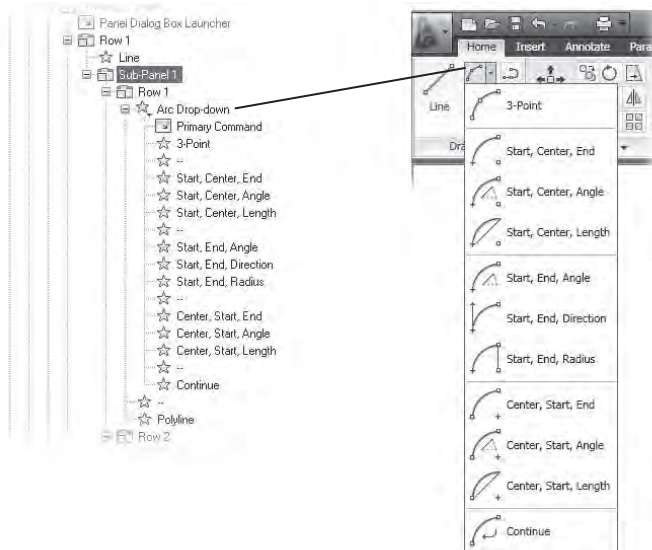 Panel Dialog Box Launcher
Row 1
Line
Sub-Panel 1
Row 1
Arc Drop-down
Primary Command
3-Point
--
Start, Center, End
Start, Center, Angle
Start, Center, Length
--
Start, End, Angle
Start, End, Direction
Start, End, Radius
--
Center, Start, End
Center, Start, Angle
Center, Start, Length
--
Continue
--
Polyline
Row 2
Home Insert Annotate Para
Line
Dra
3-Point
Start, Center, End
Start, Center, Angle
Start, Center, Length
Start, End, Angle
Start, End, Direction
Start, End, Radius
Center, Start, End
Center, Start, Angle
Center, Start, Length
Continue